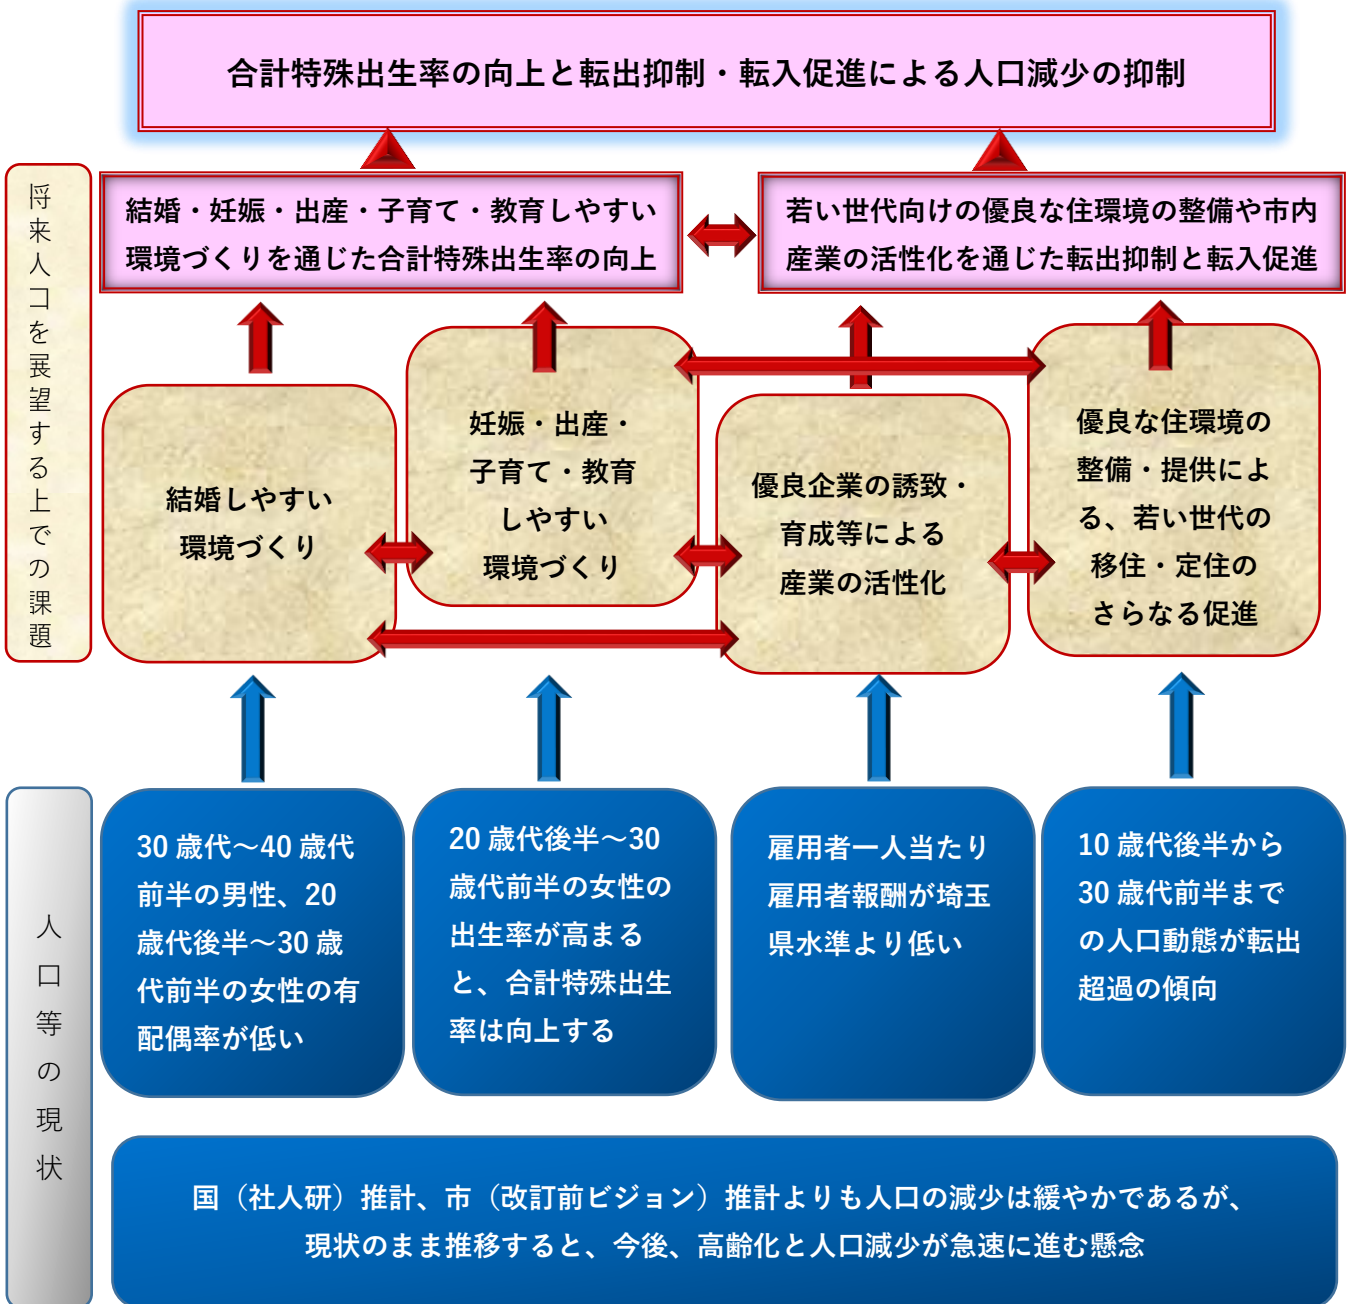 合計特殊出生率の向上と転出抑制・転入促進による人口減少の抑制
将来人口を展望する上での課題
結婚・妊娠・出産・子育て・教育しやすい
環境づくりを通じた合計特殊出生率の向上
若い世代向けの優良な住環境の整備や市内
産業の活性化を通じた転出抑制と転入促進
結婚しやすい
環境づくり
妊娠・出産・
子育て・教育
しやすい
環境づくり
優良企業の誘致・
育成等による
産業の活性化
優良な住環境の
整備・提供によ
る、若い世代の
移住・定住の
さらなる促進
人口等の現状
30 歳代～40 歳代
前半の男性、20
歳代後半～30 歳
代前半の女性の有
配偶率が低い
20 歳代後半～30
歳代前半の女性の
出生率が高まる
と、合計特殊出生
率は向上する
雇用者一人当たり
雇用者報酬が埼玉
県水準より低い
10 歳代後半から
30 歳代前半まで
の人口動態が転出
超過の傾向
国（社人研）推計、市（改訂前ビジョン）推計よりも人口の減少は緩やかであるが、
現状のまま推移すると、今後、高齢化と人口減少が急速に進む懸念